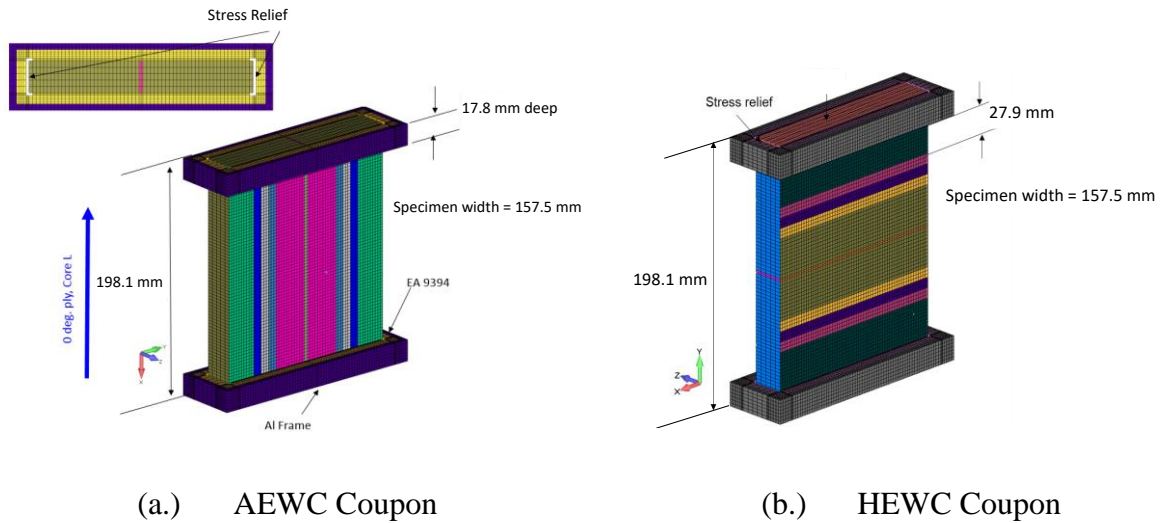 Stress Relief
17.8 mm deep
Specimen width = 157.5 mm
0 deg. ply, Core L
198.1 mm
EA 9394
Y
Z
X
Al Frame
Stress relief
27.9 mm
Specimen width = 157.5 mm
198.1 mm
Y
Z
X
(a.) AEWC Coupon
(b.) HEWC Coupon